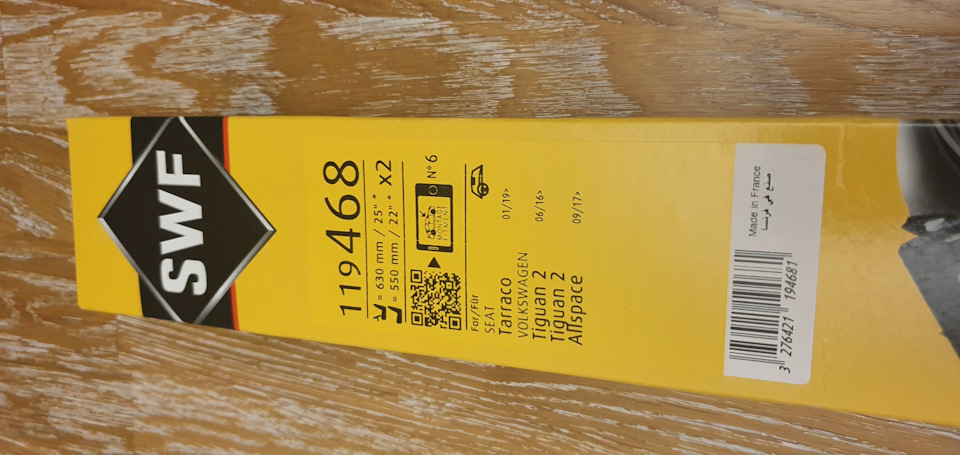 SWF
119468
= 630 mm / 25" "
= 550 mm / 22" " x2
MONTAGE
FITMENT
N° 6
For/Für
SEAT
Tarraco 01/19>
VOLKSWAGEN
Tiguan 2 06/16>
Tiguan 2 09/17>
Allspace
Made in France
صنع في فرنسا
3 276421 194681